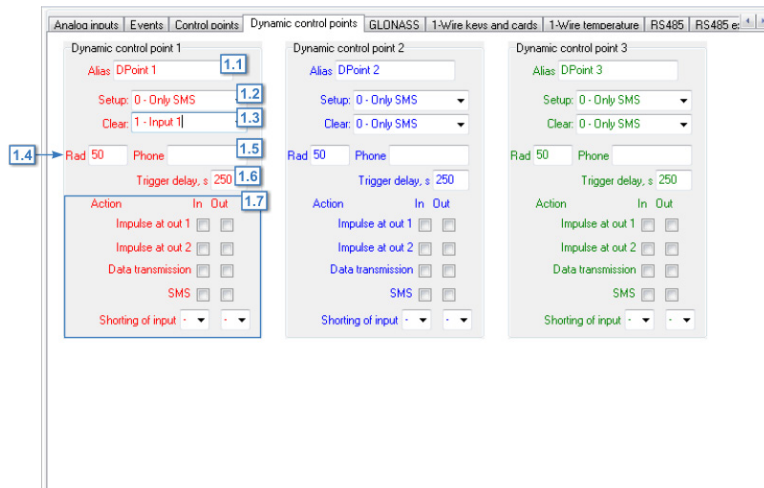 Analog inputs Events Control points Dynamic control points GLONASS 1-Wire keys and cards 1-Wire temperature RS485 RS485 e
Dynamic control point 1
Alias DPoint 1 1.1
Setup: 0 - Only SMS 1.2
Clear: 1 - Input 1 1.3
1.4 Rad 50 Phone 1.5
Trigger delay, s 250 1.6
Action In Out 1.7
Impulse at out 1
Impulse at out 2
Data transmission
SMS
Shorting of input - -
Dynamic control point 2
Alias DPoint 2
Setup: 0 - Only SMS
Clear: 0 - Only SMS
Rad 50 Phone
Trigger delay, s 250
Action In Out
Impulse at out 1
Impulse at out 2
Data transmission
SMS
Shorting of input - -
Dynamic control point 3
Alias DPoint 3
Setup: 0 - Only SMS
Clear: 0 - Only SMS
Rad 50 Phone
Trigger delay, s 250
Action In Out
Impulse at out 1
Impulse at out 2
Data transmission
SMS
Shorting of input - -